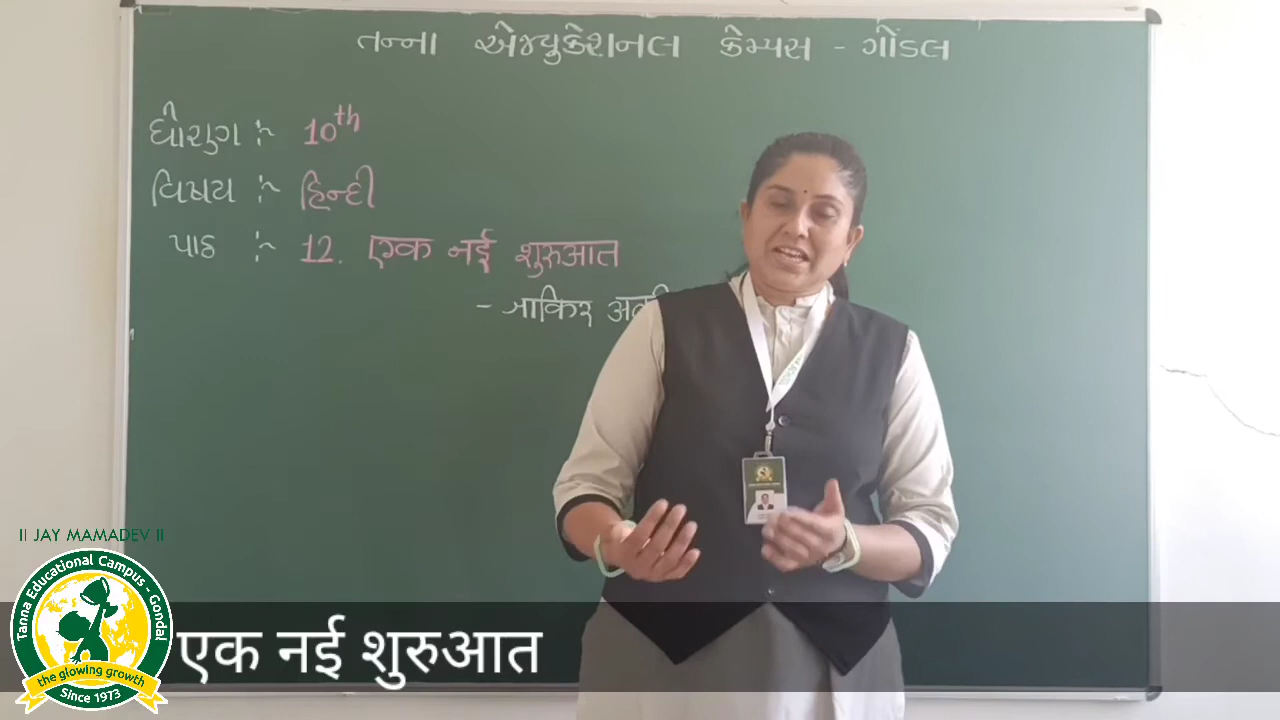 તન્ના એજ્યુકેશનલ કેમ્પસ - ગોંડલ
ધોરણ :- 10th
વિષય :- हिन्दी
પાઠ :- 12. एक नई शुरुआत
- जाकिर
II JAY MAMADEV II
Tanna Educational Campus - Gondal
the glowing growth
Since 1973
एक नई शुरुआत